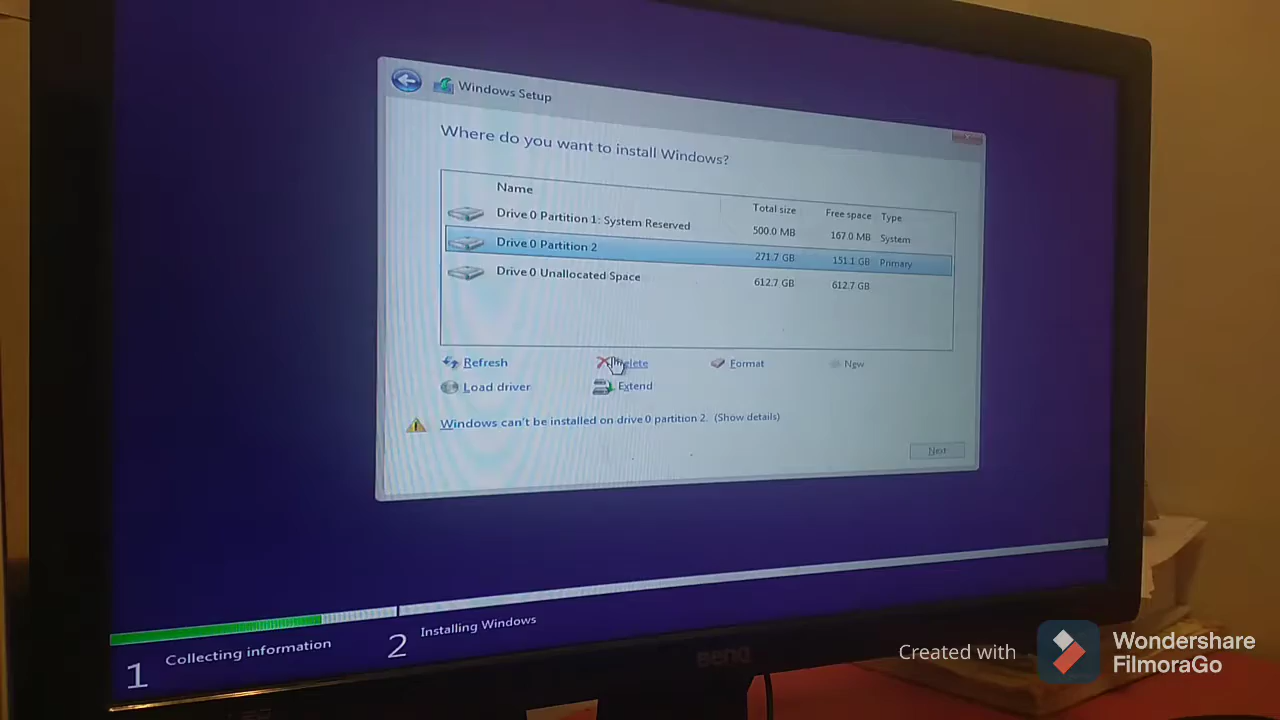 Windows Setup
Where do you want to install Windows?
Name Total size Free space Type
Drive 0 Partition 1: System Reserved 500.0 MB 167.0 MB System
Drive 0 Partition 2 271.7 GB 151.1 GB Primary
Drive 0 Unallocated Space 612.7 GB 612.7 GB
Refresh Delete Format New
Load driver Extend
Windows can't be installed on drive 0 partition 2. (Show details)
Next
1 Collecting information 2 Installing Windows
BenQ
Created with Wondershare
FilmoraGo